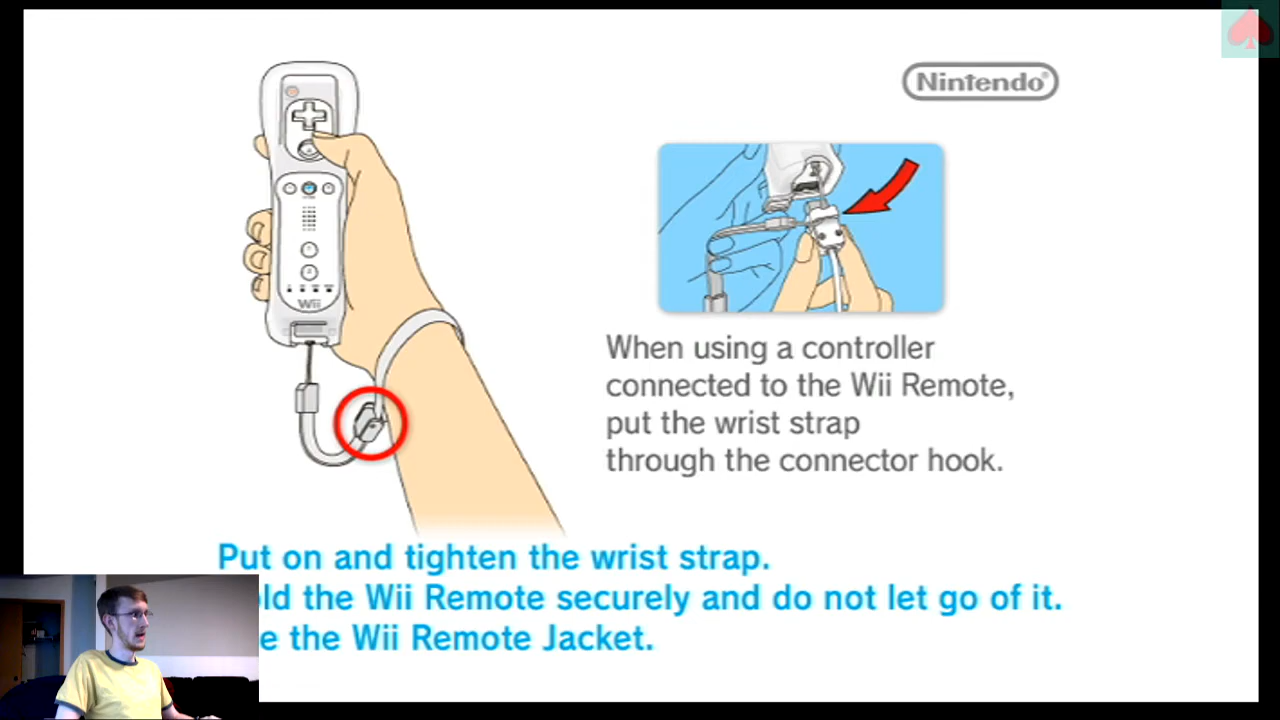 Nintendo®
Wii
When using a controller
connected to the Wii Remote,
put the wrist strap
through the connector hook.
Put on and tighten the wrist strap.
old the Wii Remote securely and do not let go of it.
e the Wii Remote Jacket.